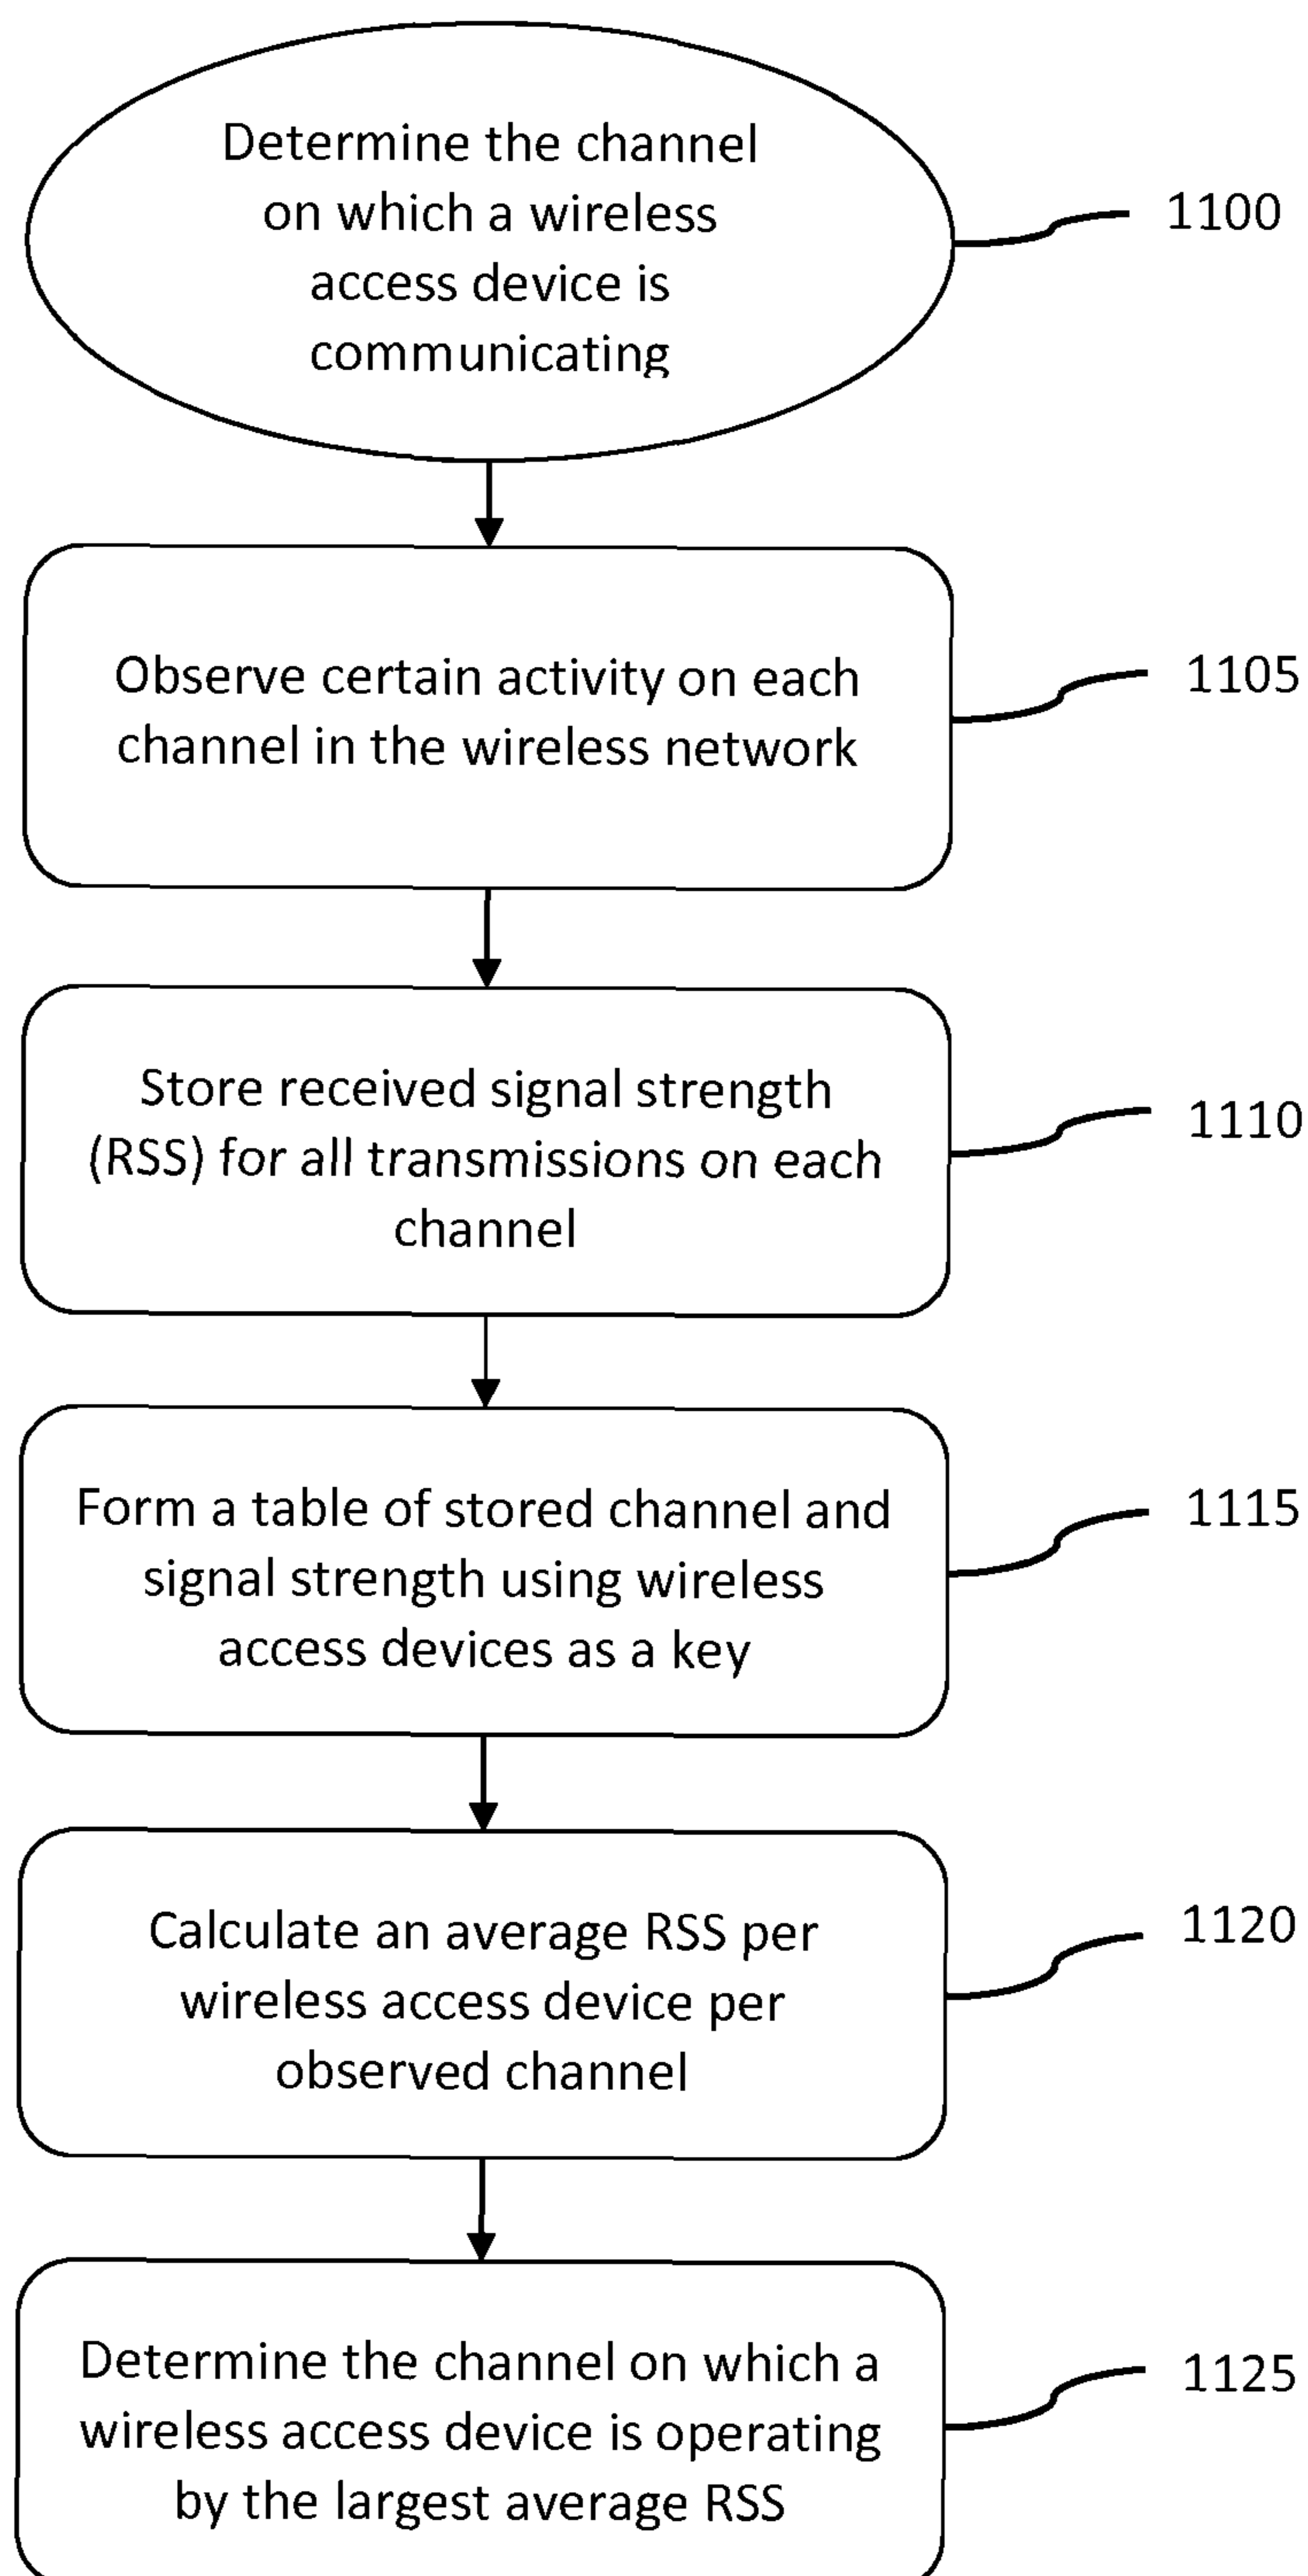 Determine the channel
on which a wireless
access device is
communicating
1100
Observe certain activity on each
channel in the wireless network
1105
Store received signal strength
(RSS) for all transmissions on each
channel
1110
Form a table of stored channel and
signal strength using wireless
access devices as a key
1115
Calculate an average RSS per
wireless access device per
observed channel
1120
Determine the channel on which a
wireless access device is operating
by the largest average RSS
1125